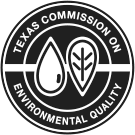 TEXAS COMMISSION ON
ENVIRONMENTAL QUALITY